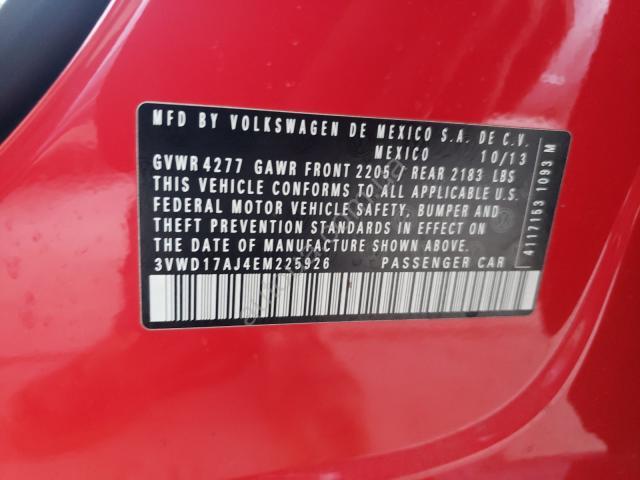 MFD BY VOLKSWAGEN DE MEXICO S.A. DE C.V.
MEXICO 10/13
GVWR 4277 GAWR FRONT 2205 / REAR 2183 LBS
THIS VEHICLE CONFORMS TO ALL APPLICABLE U.S.
FEDERAL MOTOR VEHICLE SAFETY, BUMPER AND
THEFT PREVENTION STANDARDS IN EFFECT ON
THE DATE OF MANUFACTURE SHOWN ABOVE.
3VWD17AJ4EM225926 PASSENGER CAR
4117153 1093 M